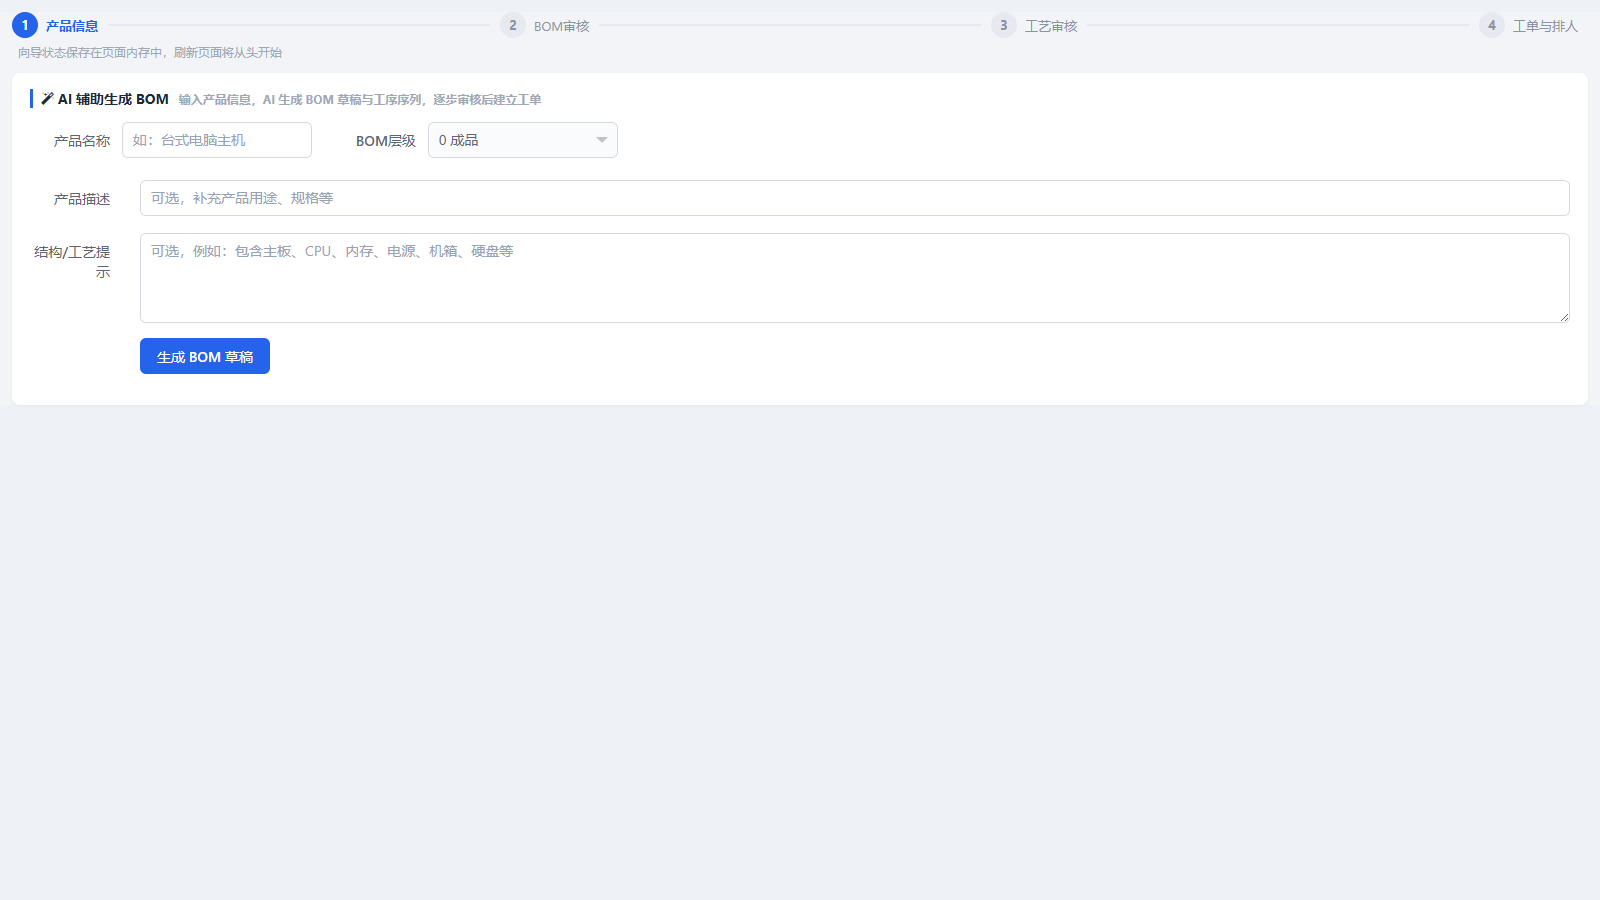 1 产品信息 2 BOM审核 3 工艺审核 4 工单与排人
向导状态保存在页面内存中，刷新页面将从头开始
AI 辅助生成 BOM 输入产品信息，AI 生成 BOM 草稿与工序序列，逐步审核后建立工单
产品名称 如：台式电脑主机 BOM层级 0 成品
产品描述 可选，补充产品用途、规格等
结构/工艺提示 可选，例如：包含主板、CPU、内存、电源、机箱、硬盘等
生成 BOM 草稿